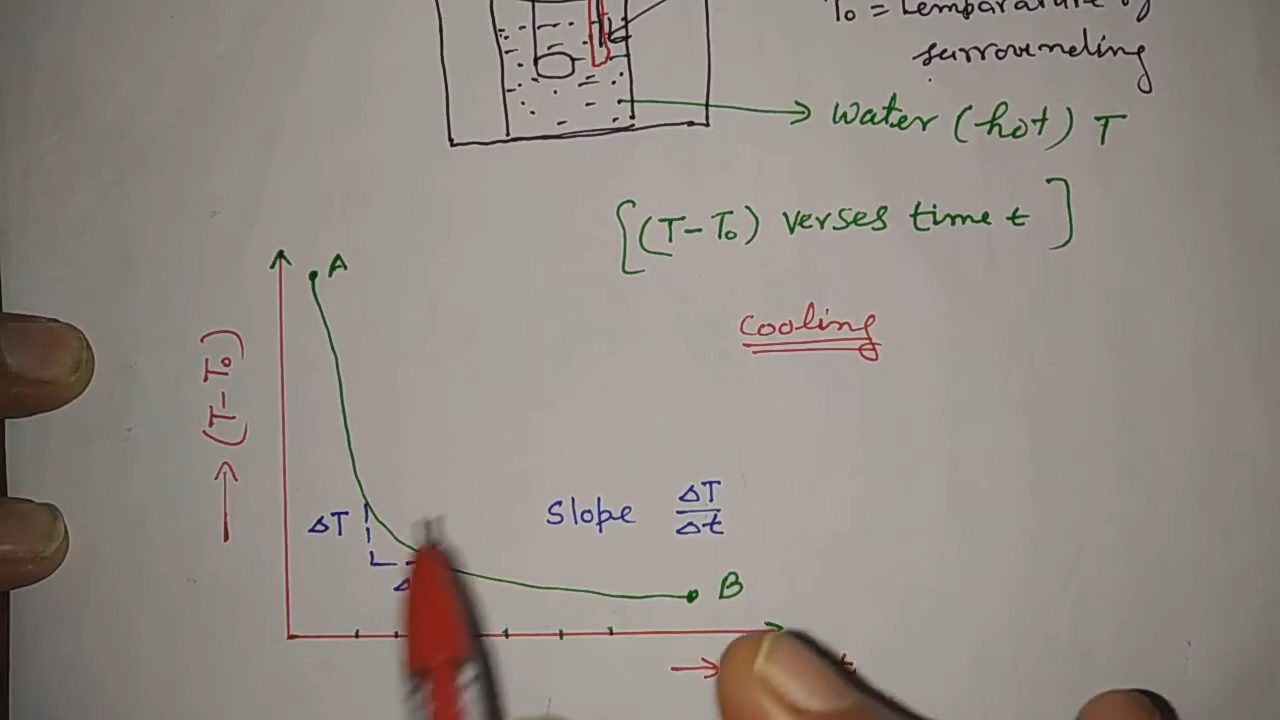 T₀ = temparature of
surrounding
Water (hot) T
[(T-T₀) verses time t]
A
cooling
(T-T₀)
ΔT
Slope ΔT/Δt
B